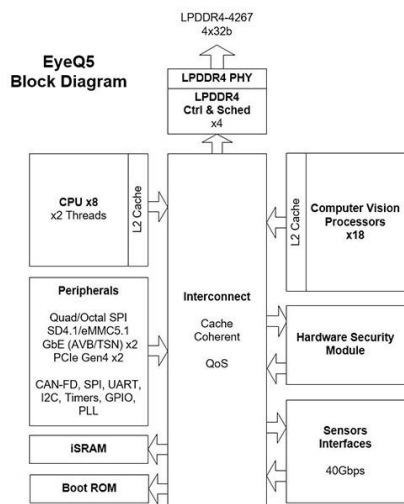 EyeQ5
Block Diagram
LPDDR4-4267
4x32b
LPDDR4 PHY
LPDDR4
Ctrl & Sched
x4
CPU x8
x2 Threads
L2 Cache
Peripherals
Quad/Octal SPI
SD4.1/eMMC5.1
GbE (AVB/TSN) x2
PCIe Gen4 x2
CAN-FD, SPI, UART,
I2C, Timers, GPIO,
PLL
iSRAM
Boot ROM
Interconnect
Cache
Coherent
QoS
L2 Cache
Computer Vision
Processors
x18
Hardware Security
Module
Sensors
Interfaces
40Gbps